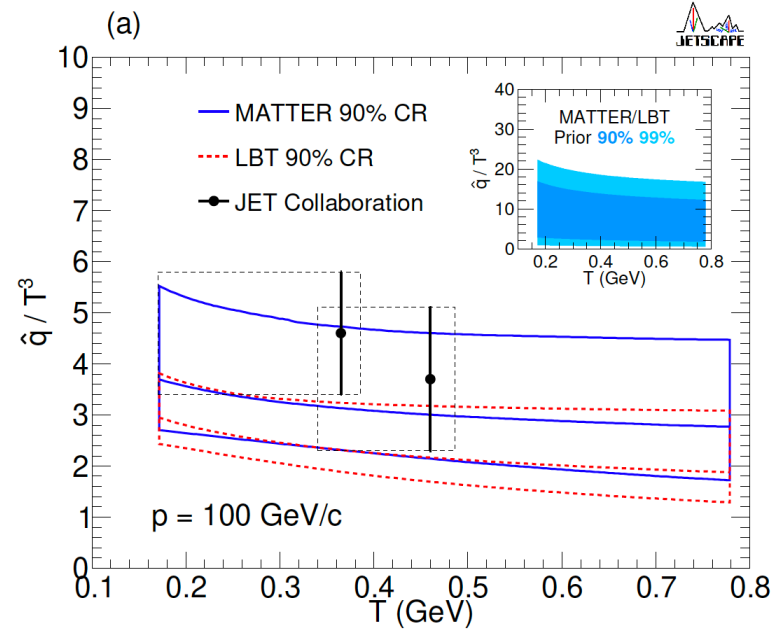 (a)
JETSCAPE
10
9
8
7
6
5
4
3
2
1
0
q̂ / T³
MATTER 90% CR
LBT 90% CR
JET Collaboration
40
30
20
10
0
q̂ / T³
MATTER/LBT
Prior 90% 99%
0.2 0.4 0.6 0.8
T (GeV)
p = 100 GeV/c
0.1 0.2 0.3 0.4 0.5 0.6 0.7 0.8
T (GeV)